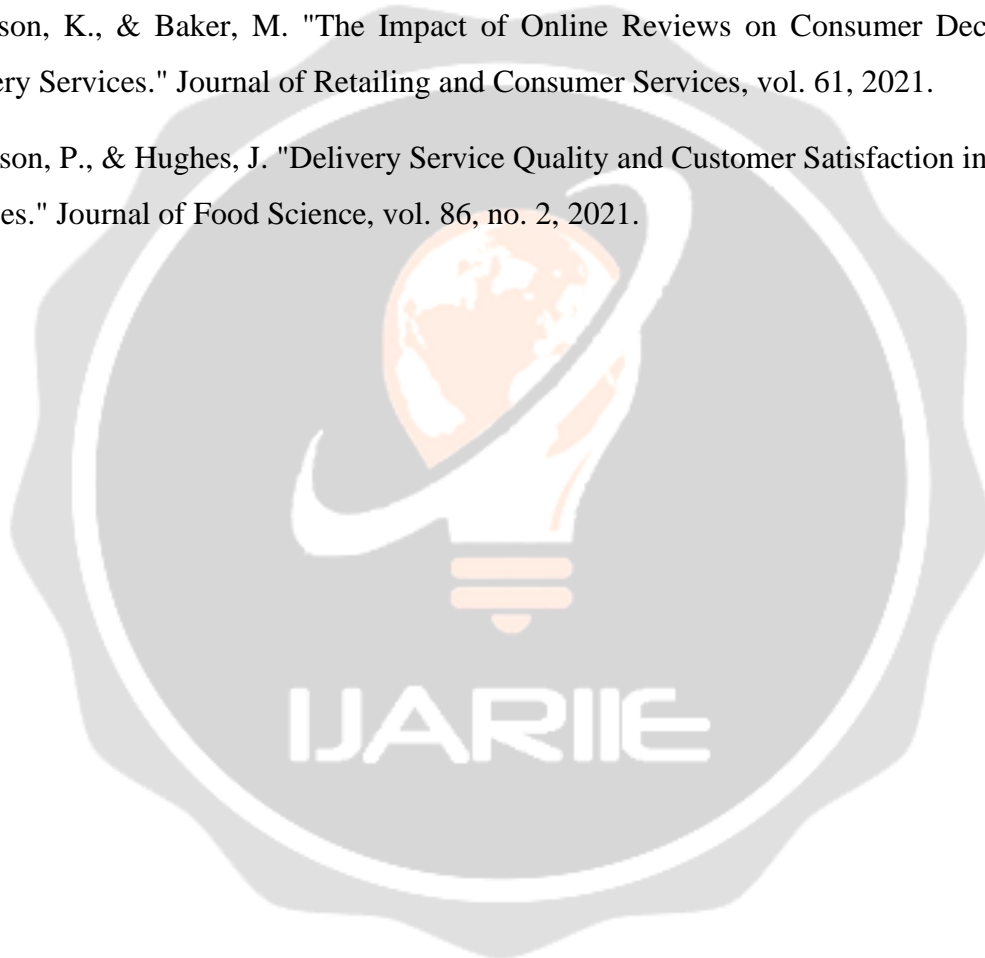 son, K., & Baker, M. "The Impact of Online Reviews on Consumer Dec
ery Services." Journal of Retailing and Consumer Services, vol. 61, 2021.
son, P., & Hughes, J. "Delivery Service Quality and Customer Satisfaction in
es." Journal of Food Science, vol. 86, no. 2, 2021.
IJARIIE